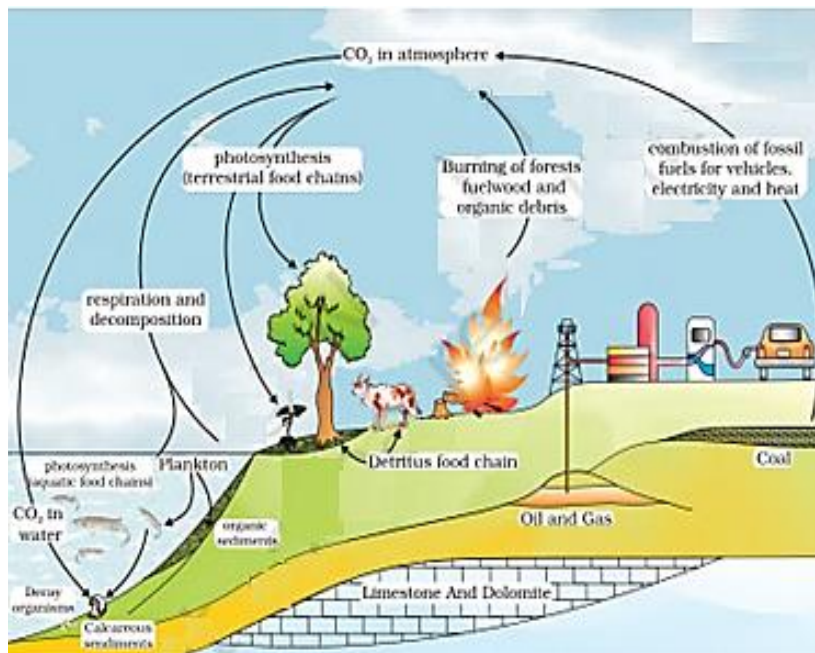 CO₂ in atmosphere
photosynthesis
(terrestrial food chains)
Burning of forests
fuelwood and
organic debris
combustion of fossil
fuels for vehicles,
electricity and heat
respiration and
decomposition
photosynthesis
(aquatic food chains)
Plankton
Detritus food chain
Coal
CO₂ in
water
organic
sediments
Oil and Gas
Decay
organisms
Calcareous
sendiments
Limestone And Dolomite